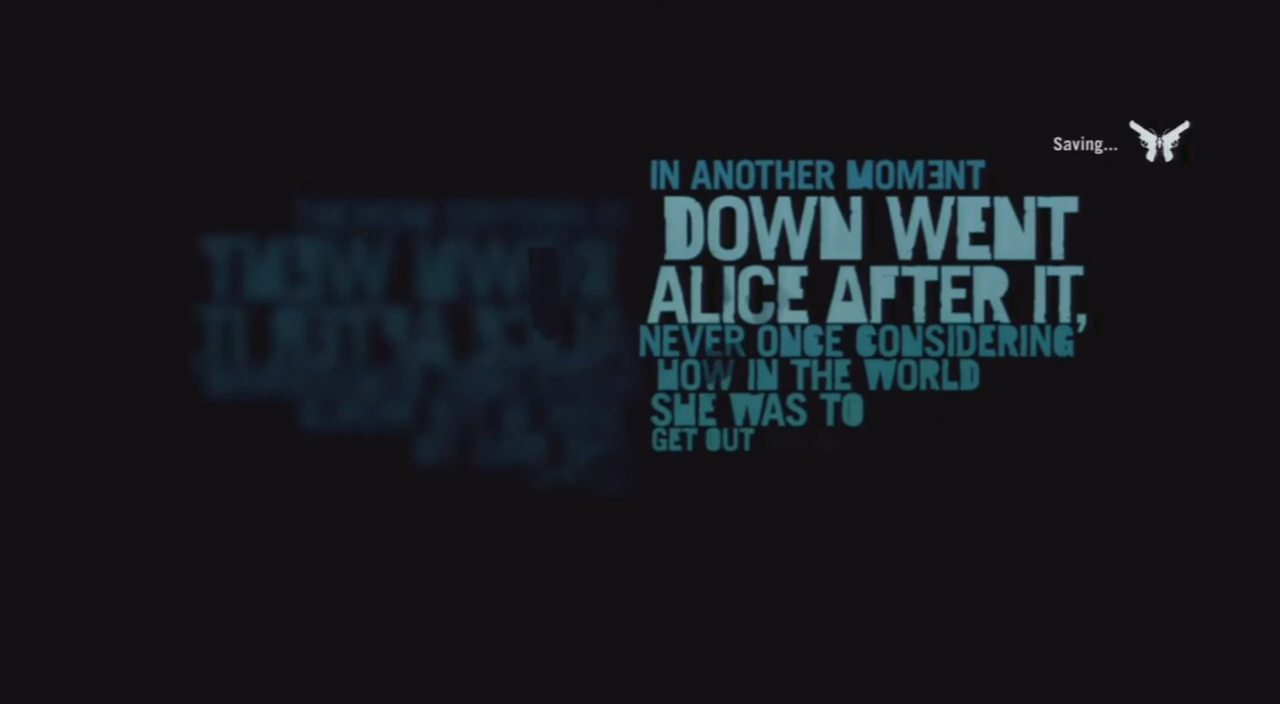 Saving...
IN ANOTHER MOMENT
DOWN WENT
ALICE AFTER IT,
NEVER ONCE CONSIDERING
HOW IN THE WORLD
SHE WAS TO
GET OUT